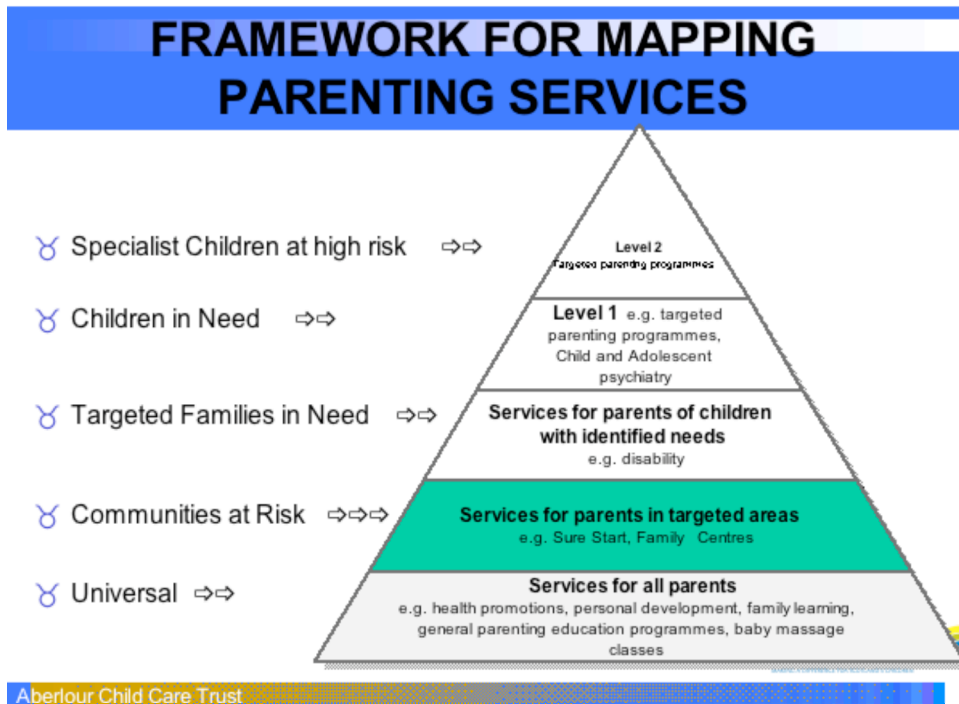 FRAMEWORK FOR MAPPING
PARENTING SERVICES
Specialist Children at high risk ⇨⇨
Level 2
Targeted parenting programmes
Children in Need ⇨⇨
Level 1 e.g. targeted
parenting programmes,
Child and Adolescent
psychiatry
Targeted Families in Need ⇨⇨
Services for parents of children
with identified needs
e.g. disability
Communities at Risk ⇨⇨⇨
Services for parents in targeted areas
e.g. Sure Start, Family Centres
Universal ⇨⇨
Services for all parents
e.g. health promotions, personal development, family learning,
general parenting education programmes, baby massage
classes
Aberlour Child Care Trust